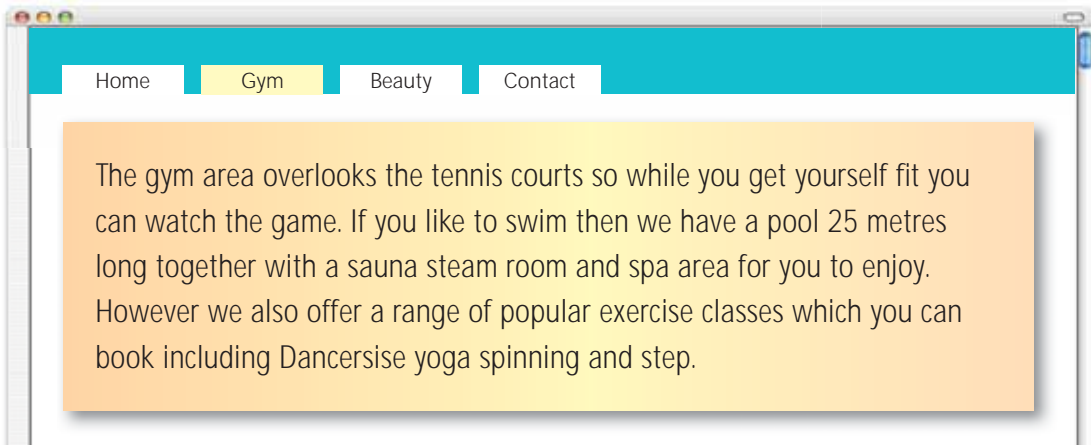 Home Gym Beauty Contact
The gym area overlooks the tennis courts so while you get yourself fit you
can watch the game. If you like to swim then we have a pool 25 metres
long together with a sauna steam room and spa area for you to enjoy.
However we also offer a range of popular exercise classes which you can
book including Dancersise yoga spinning and step.